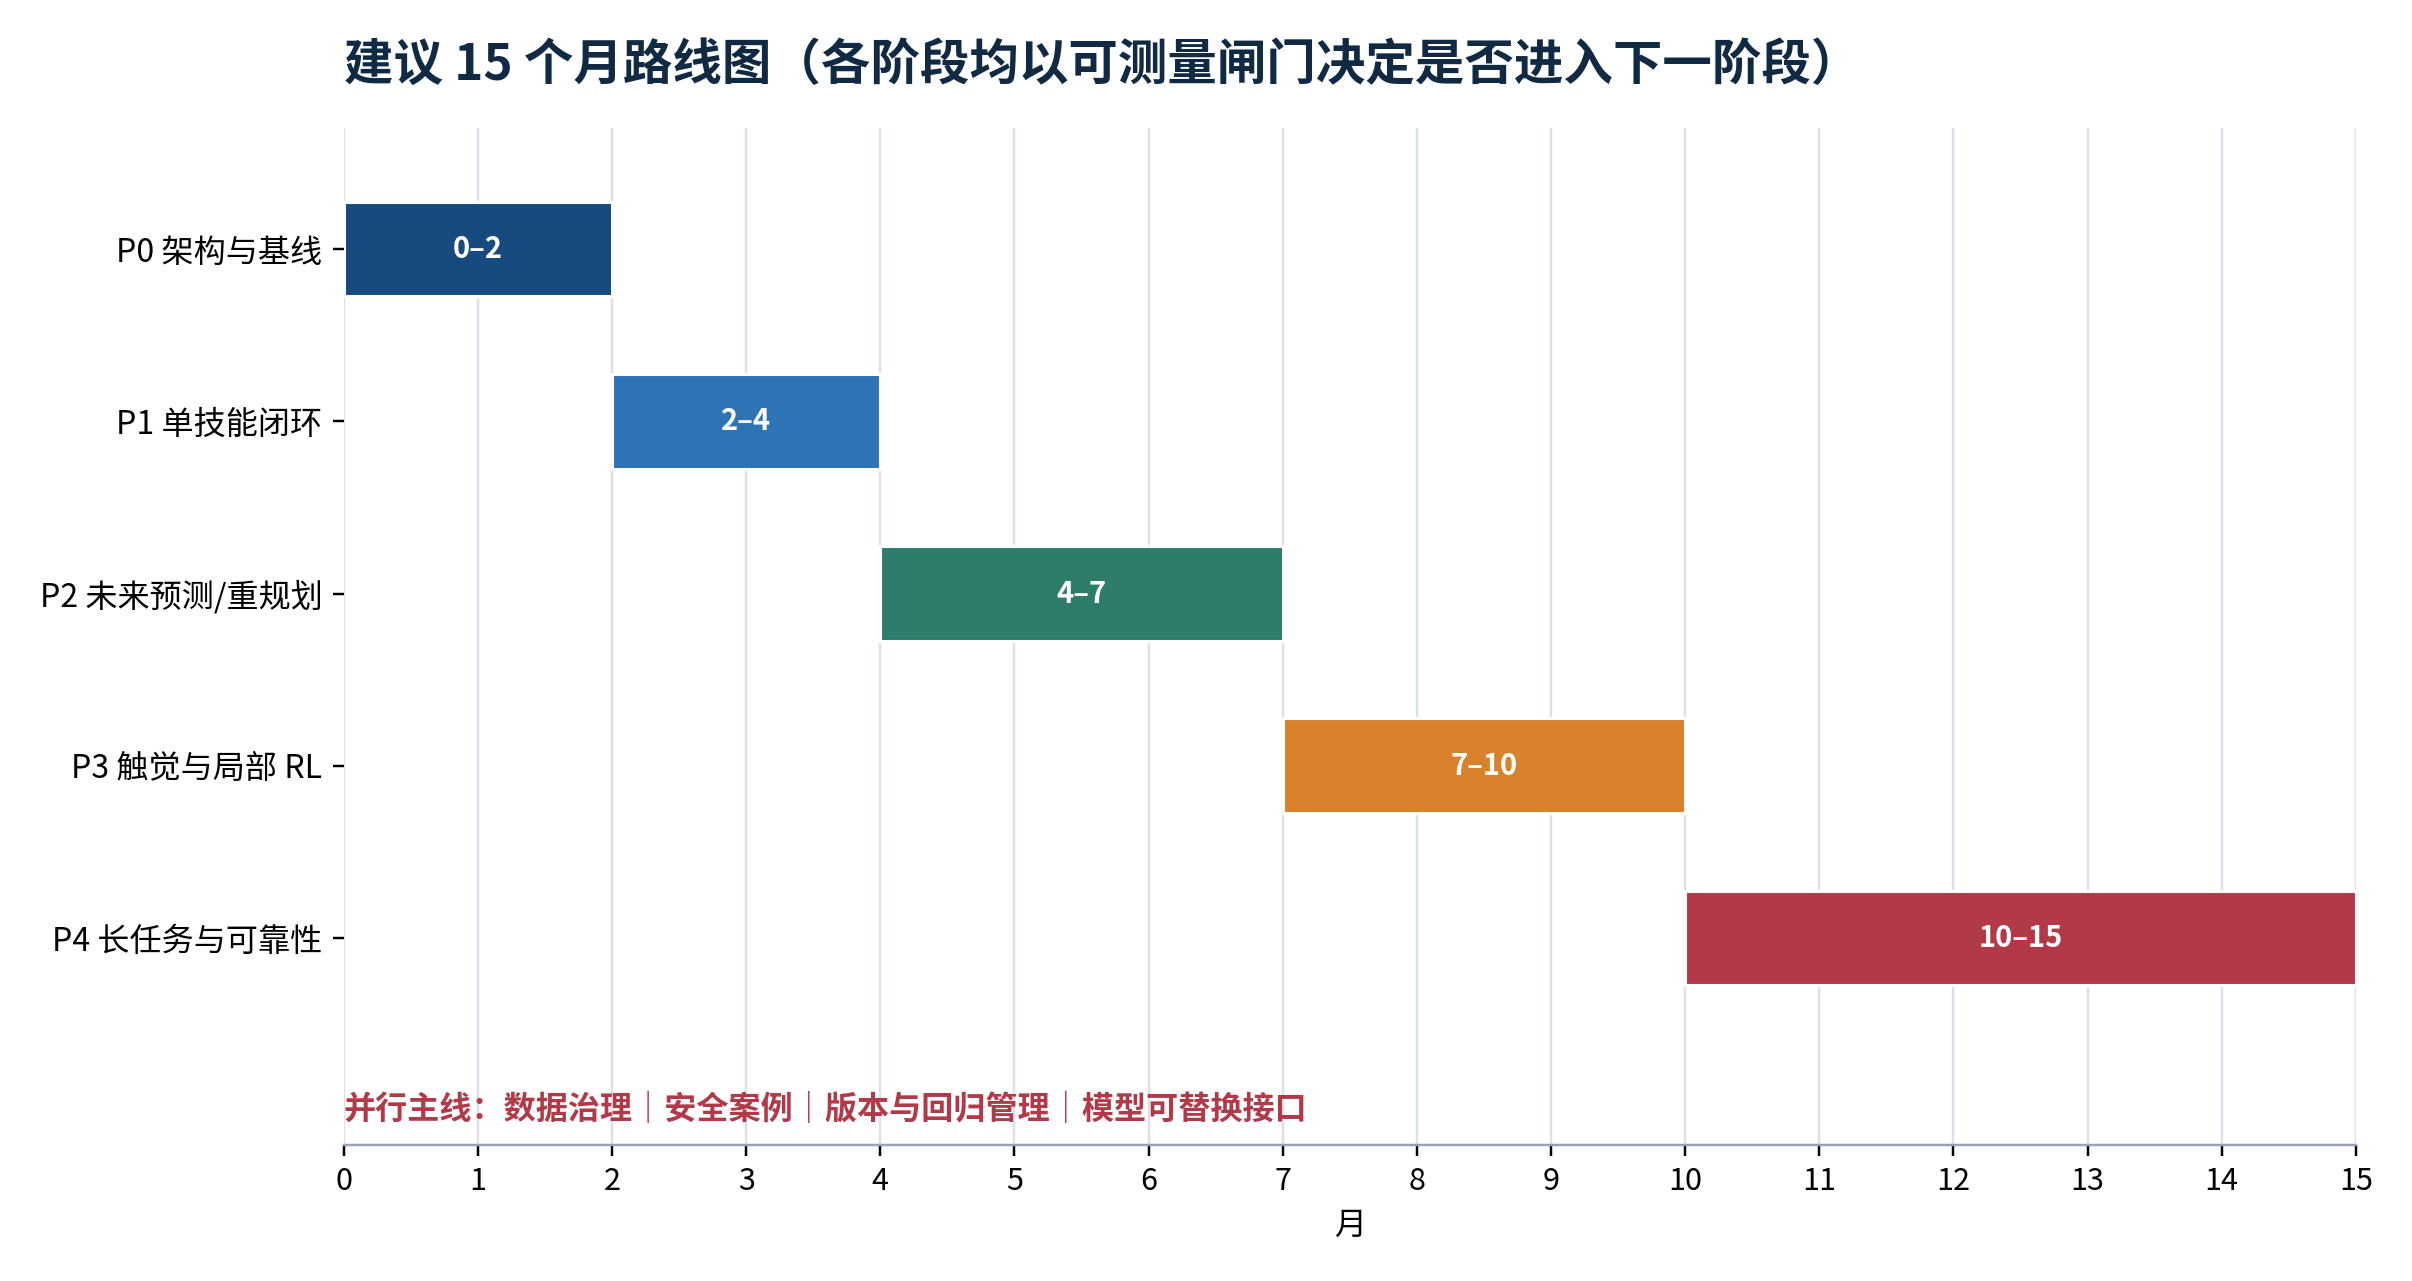 建议 15 个月路线图（各阶段均以可测量闸门决定是否进入下一阶段）
P0 架构与基线
0–2
P1 单技能闭环
2–4
P2 未来预测/重规划
4–7
P3 触觉与局部 RL
7–10
P4 长任务与可靠性
10–15
并行主线：数据治理｜安全案例｜版本与回归管理｜模型可替换接口
0 1 2 3 4 5 6 7 8 9 10 11 12 13 14 15
月